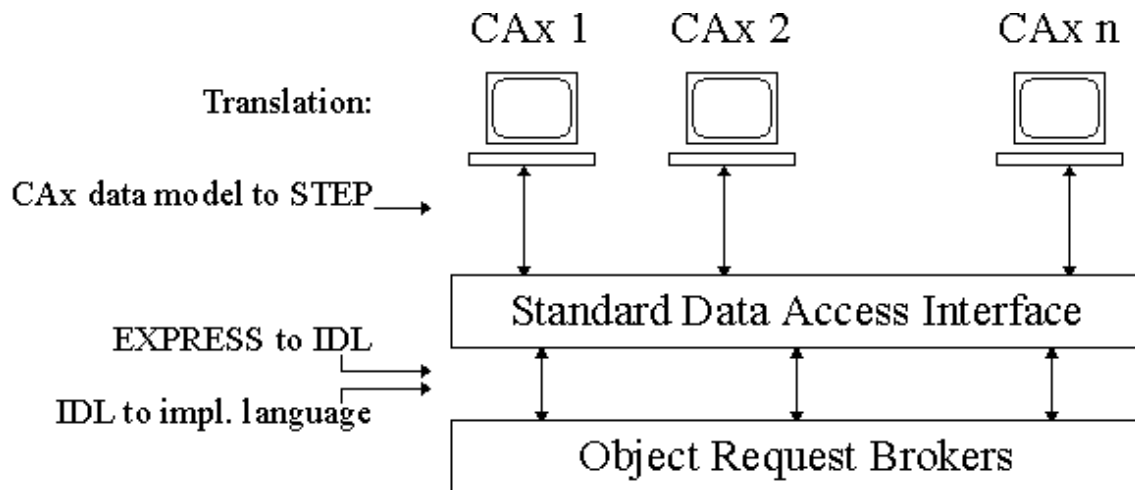 CAx 1
CAx 2
CAx n
Translation:
CAx data model to STEP
Standard Data Access Interface
EXPRESS to IDL
IDL to impl. language
Object Request Brokers